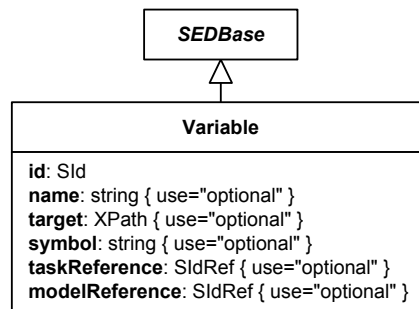 SEDBase
Variable
id: SId
name: string { use="optional" }
target: XPath { use="optional" }
symbol: string { use="optional" }
taskReference: SIdRef { use="optional" }
modelReference: SIdRef { use="optional" }